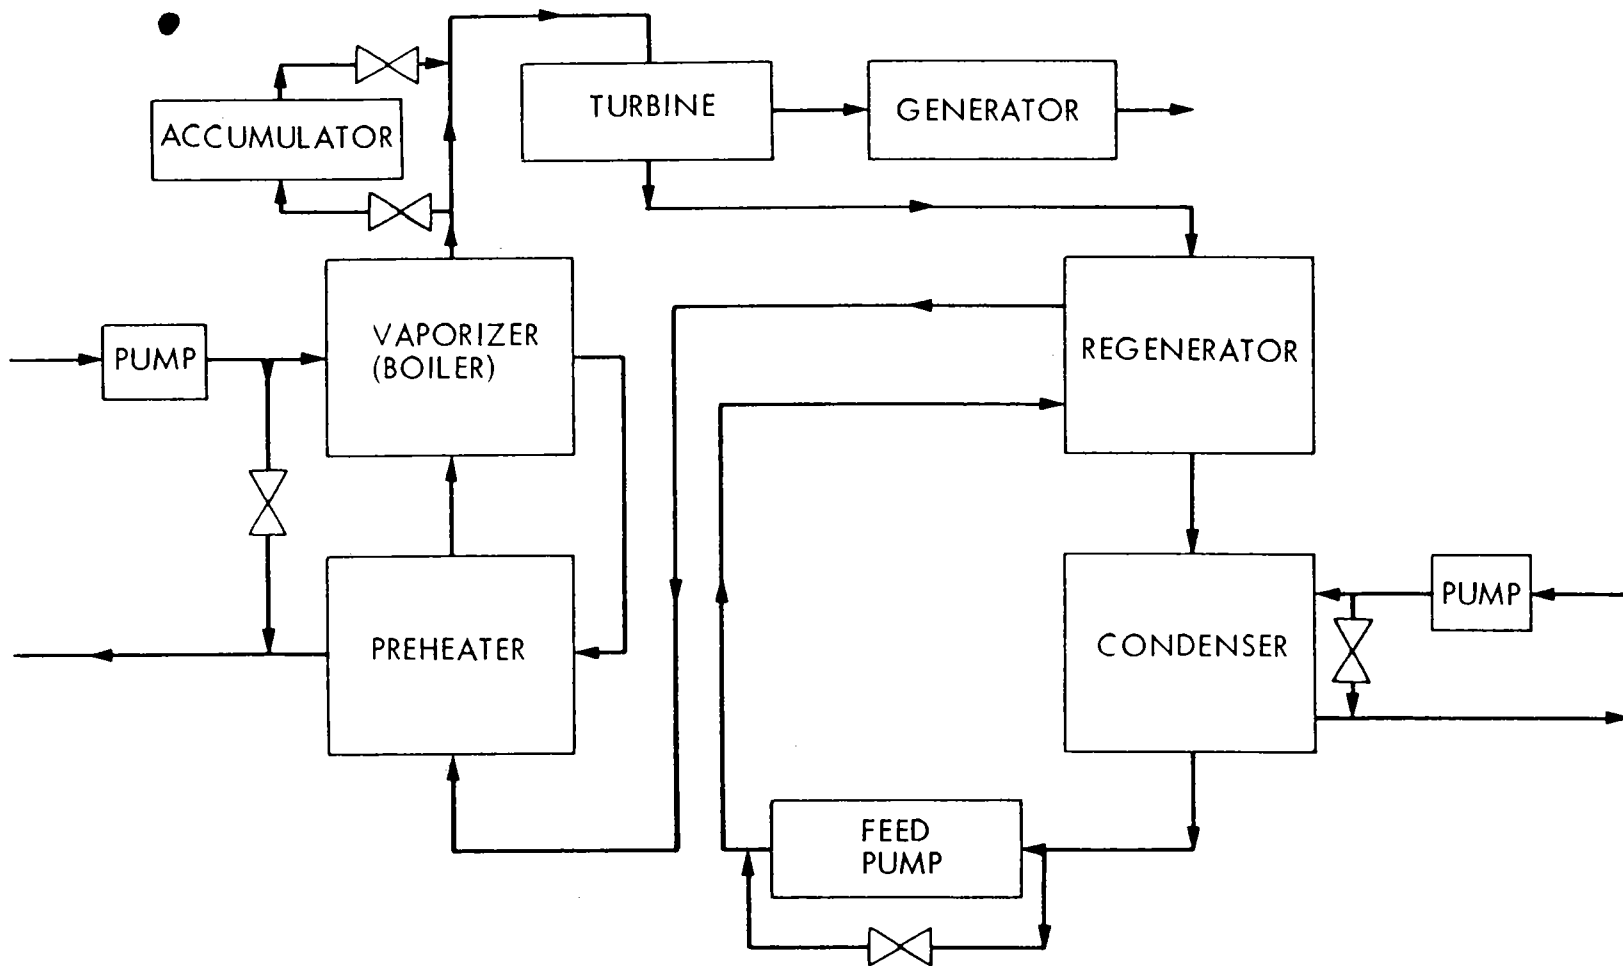 TURBINE
GENERATOR
ACCUMULATOR
PUMP
VAPORIZER
(BOILER)
REGENERATOR
PREHEATER
CONDENSER
PUMP
FEED
PUMP